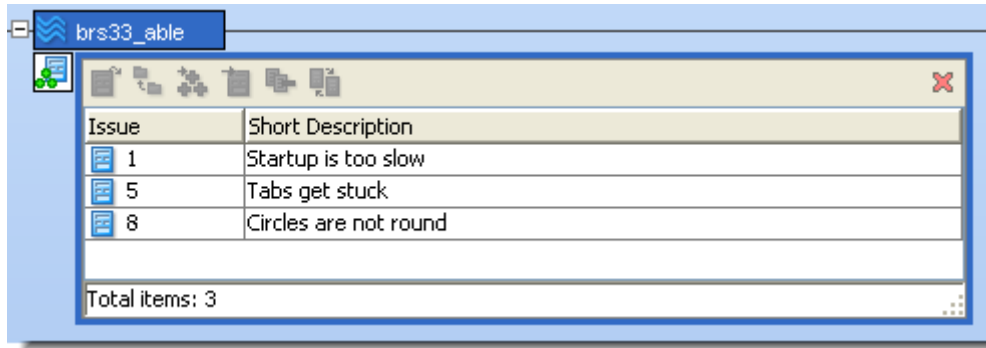 brs33_able
Issue Short Description
1 Startup is too slow
5 Tabs get stuck
8 Circles are not round
Total items: 3